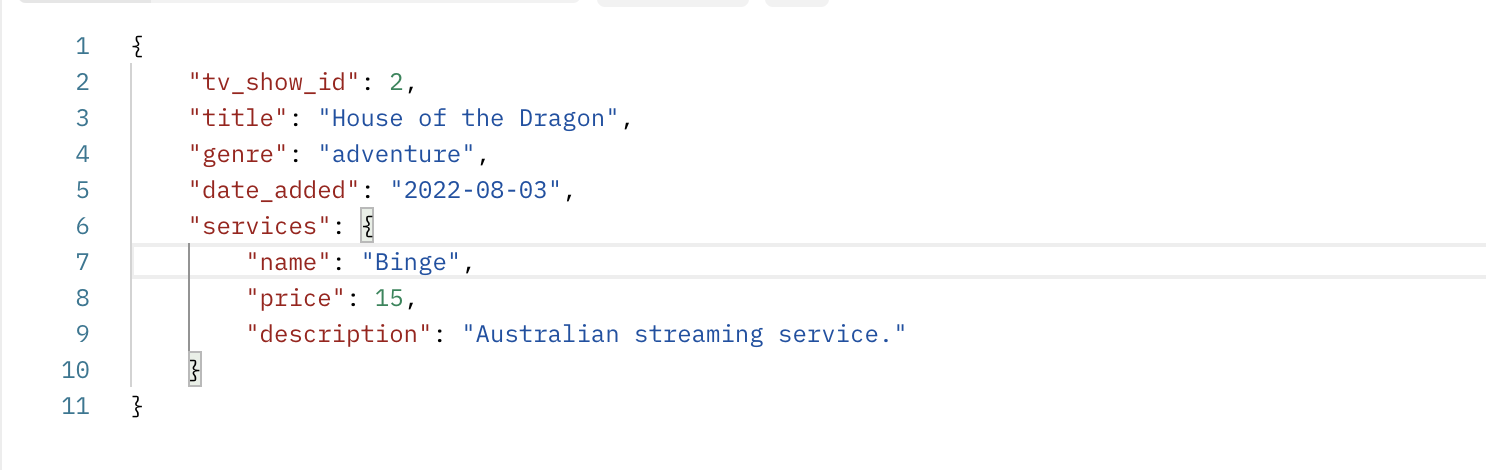 1 {
2     "tv_show_id": 2,
3     "title": "House of the Dragon",
4     "genre": "adventure",
5     "date_added": "2022-08-03",
6     "services": {
7         "name": "Binge",
8         "price": 15,
9         "description": "Australian streaming service."
10     }
11 }